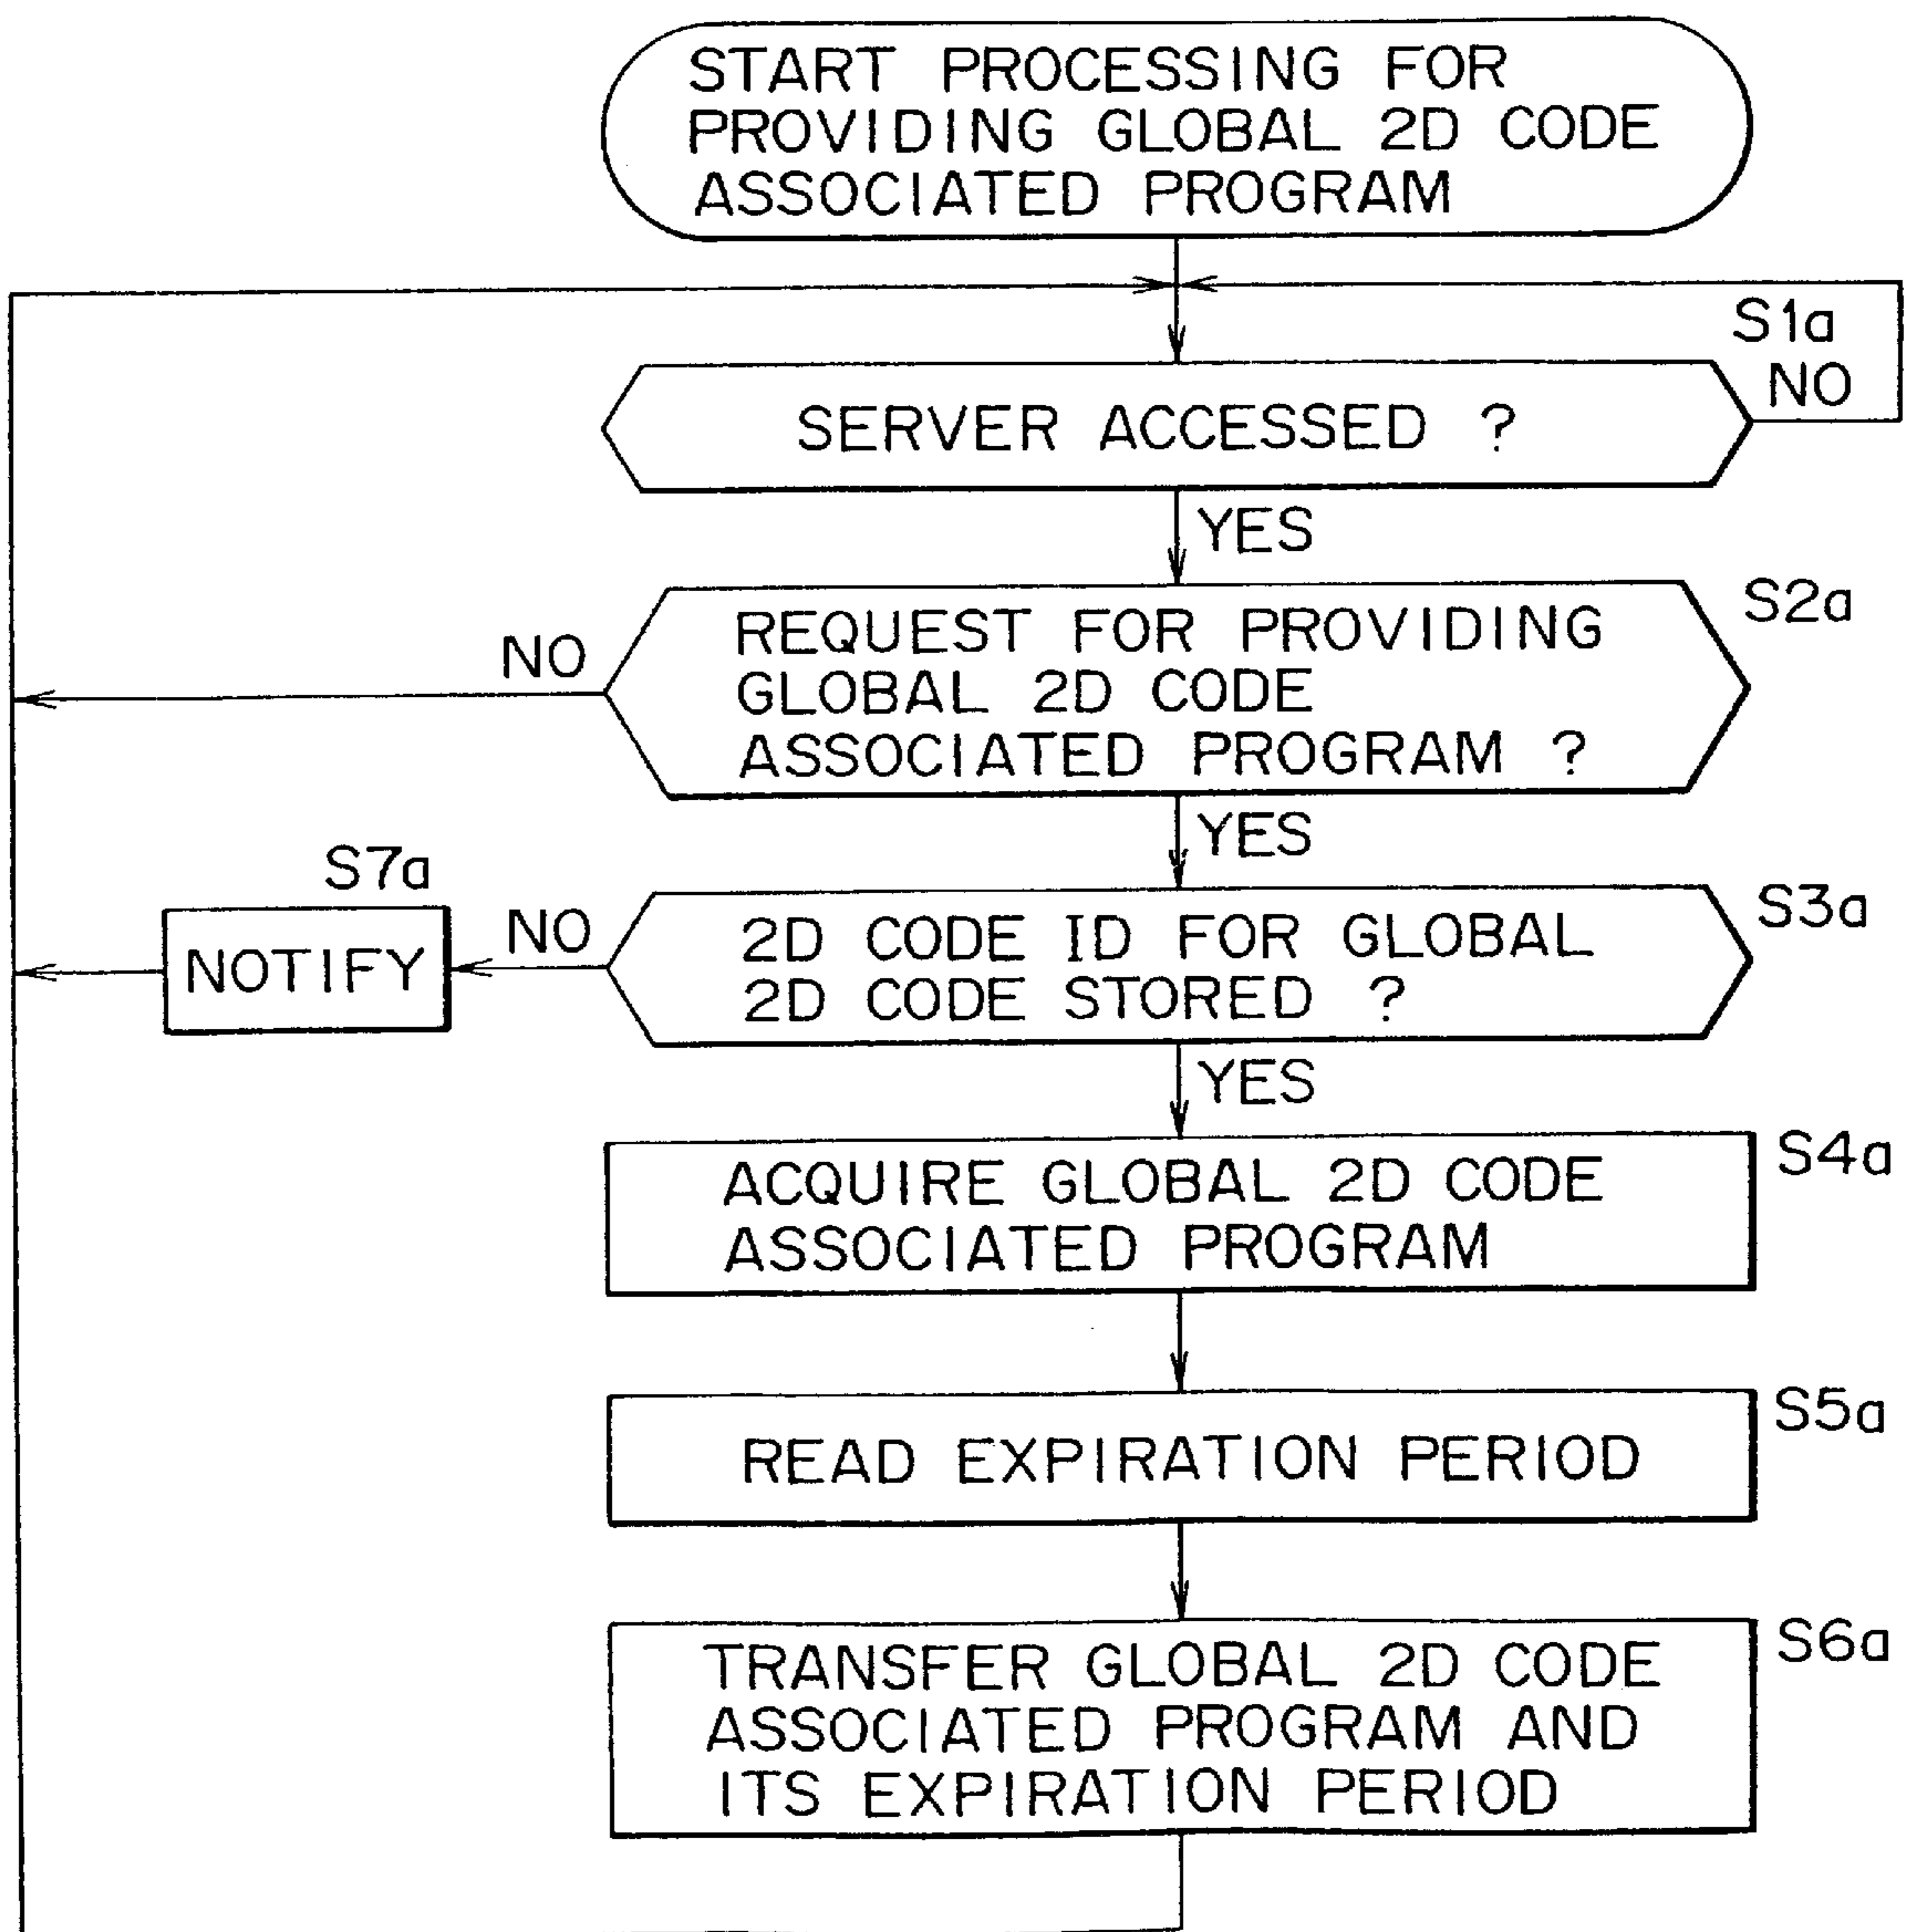 START PROCESSING FOR
PROVIDING GLOBAL 2D CODE
ASSOCIATED PROGRAM
S1a
NO
SERVER ACCESSED ?
YES
S2a
NO
REQUEST FOR PROVIDING
GLOBAL 2D CODE
ASSOCIATED PROGRAM ?
YES
S7a
NOTIFY
NO
S3a
2D CODE ID FOR GLOBAL
2D CODE STORED ?
YES
S4a
ACQUIRE GLOBAL 2D CODE
ASSOCIATED PROGRAM
S5a
READ EXPIRATION PERIOD
S6a
TRANSFER GLOBAL 2D CODE
ASSOCIATED PROGRAM AND
ITS EXPIRATION PERIOD